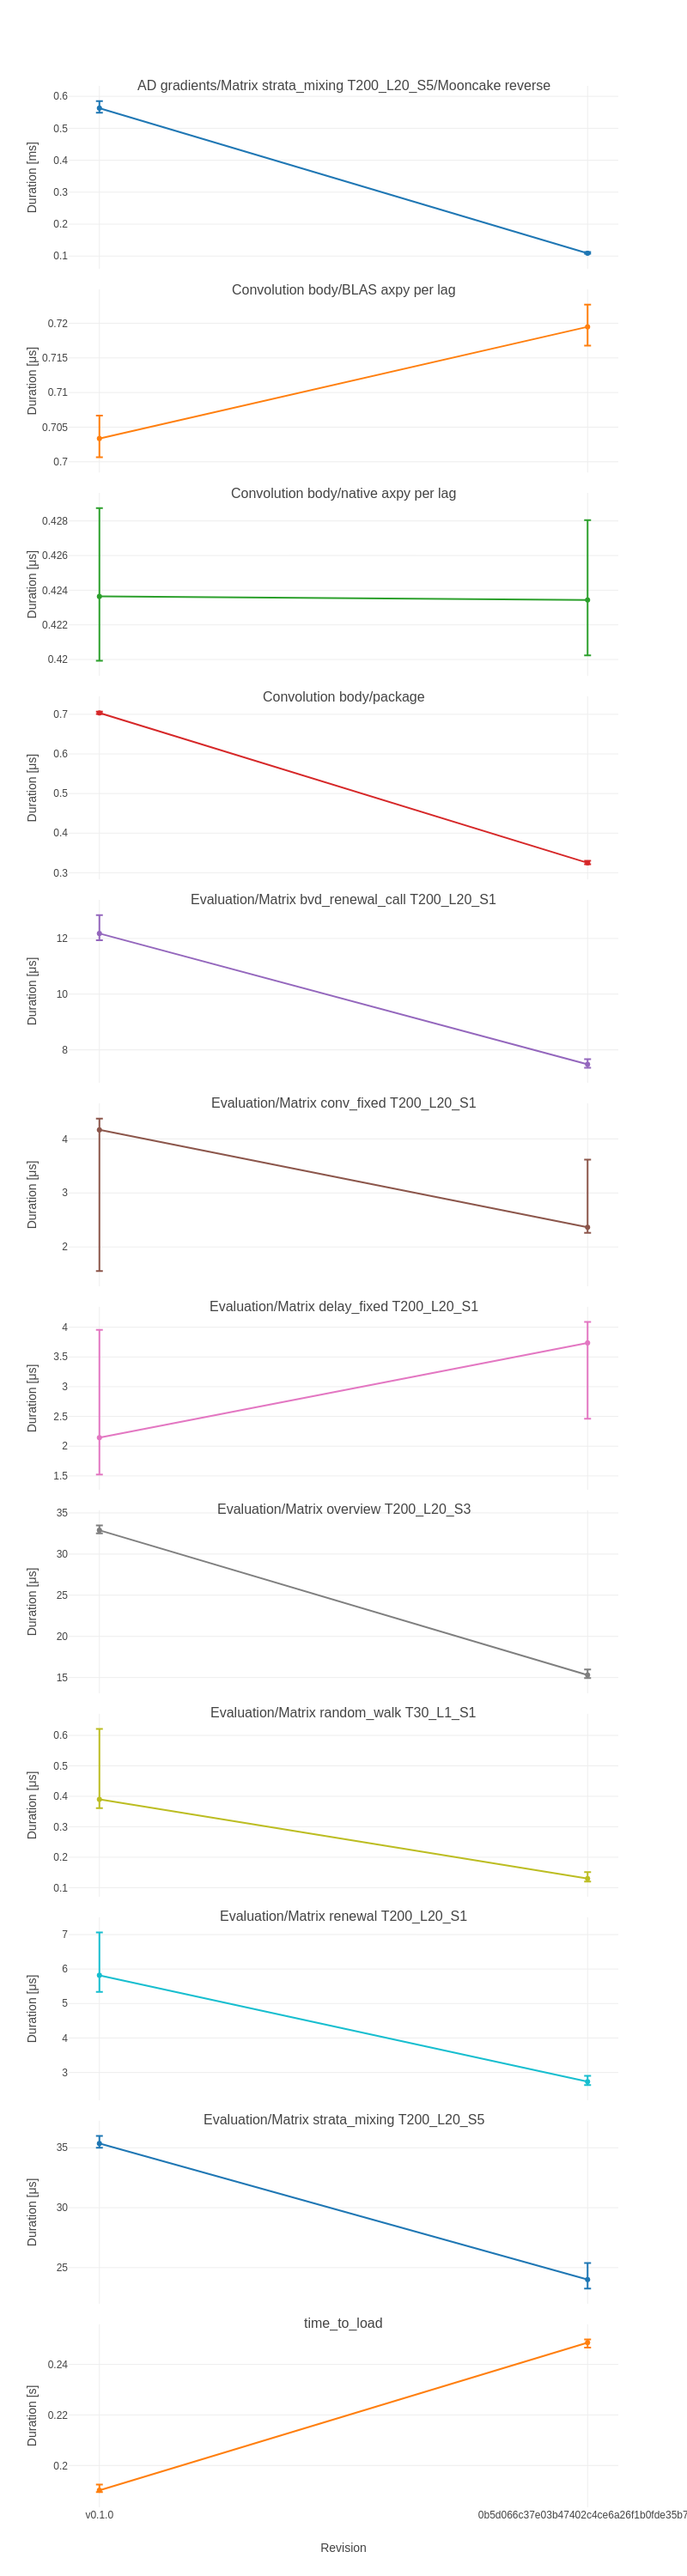 AD gradients/Matrix strata_mixing T200_L20_S5/Mooncake reverse
0.6
0.5
0.4
0.3
0.2
0.1
Duration [ms]
Convolution body/BLAS axpy per lag
0.72
0.715
0.71
0.705
0.7
Duration [μs]
Convolution body/native axpy per lag
0.428
0.426
0.424
0.422
0.42
Duration [μs]
Convolution body/package
0.7
0.6
0.5
0.4
0.3
Duration [μs]
Evaluation/Matrix bvd_renewal_call T200_L20_S1
12
10
8
Duration [μs]
Evaluation/Matrix conv_fixed T200_L20_S1
4
3
2
Duration [μs]
Evaluation/Matrix delay_fixed T200_L20_S1
4
3.5
3
2.5
2
1.5
Duration [μs]
Evaluation/Matrix overview T200_L20_S3
35
30
25
20
15
Duration [μs]
Evaluation/Matrix random_walk T30_L1_S1
0.6
0.5
0.4
0.3
0.2
0.1
Duration [μs]
Evaluation/Matrix renewal T200_L20_S1
7
6
5
4
3
Duration [μs]
Evaluation/Matrix strata_mixing T200_L20_S5
35
30
25
Duration [μs]
time_to_load
0.24
0.22
0.2
Duration [s]
v0.1.0
0b5d066c37e03b47402c4ce6a26f1b0fde35b7
Revision